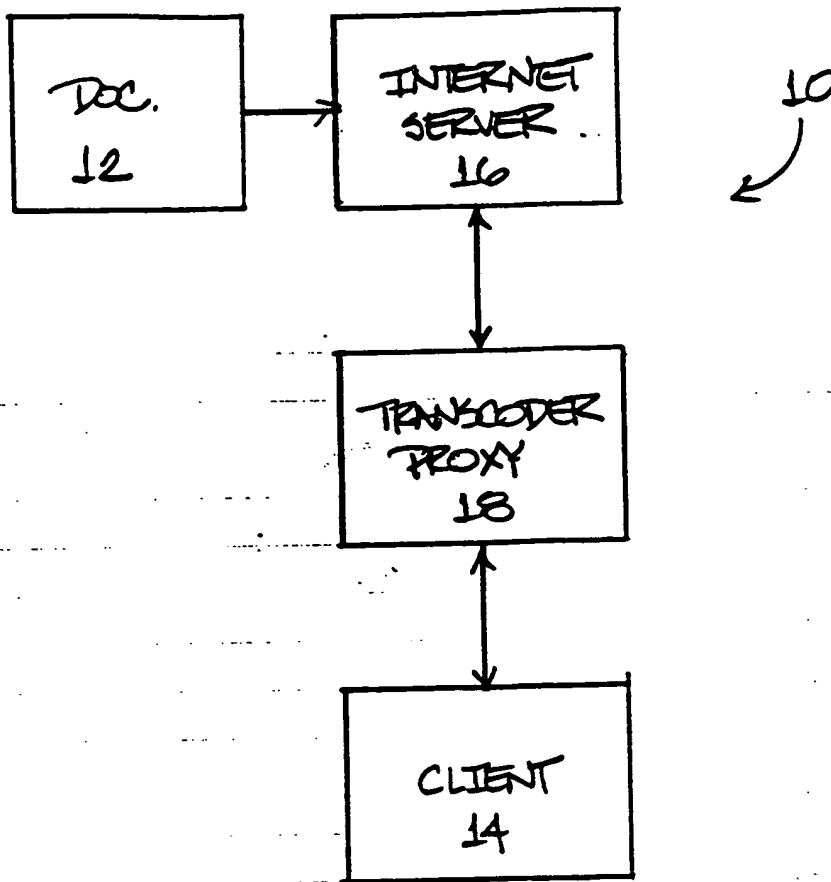 DOC.
12
INTERNET
SERVER
16
10
TRANSCODER
PROXY
18
CLIENT
14